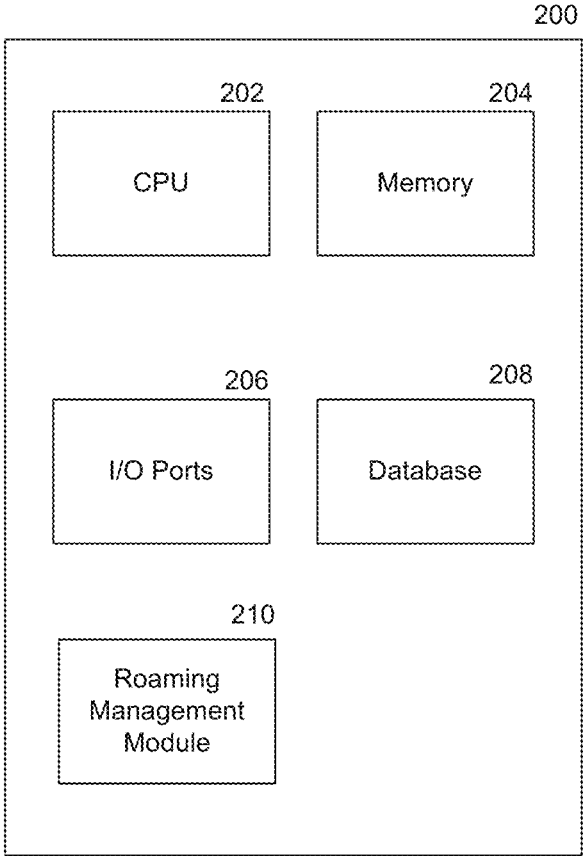 200
202
CPU
204
Memory
206
I/O Ports
208
Database
210
Roaming
Management
Module